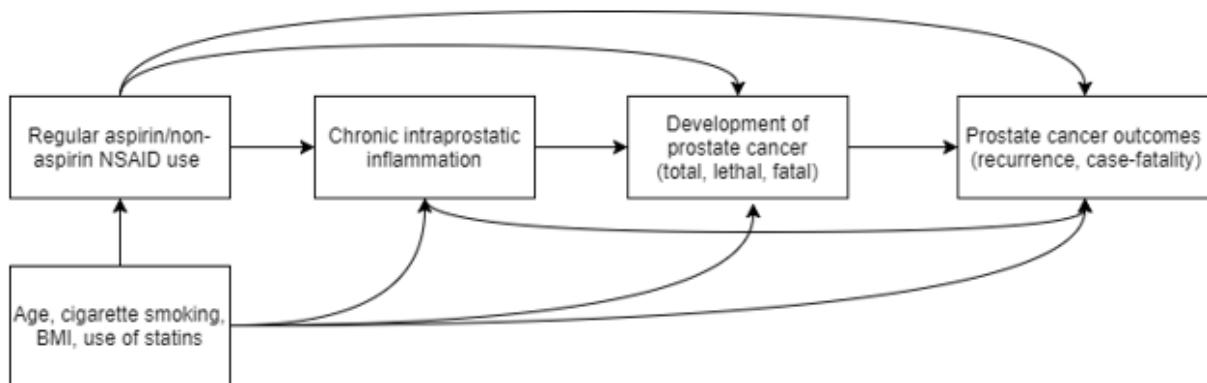 Regular aspirin/non-
aspirin NSAID use
Chronic intraprostatic
inflammation
Development of
prostate cancer
(total, lethal, fatal)
Prostate cancer outcomes
(recurrence, case-fatality)
Age, cigarette smoking,
BMI, use of statins